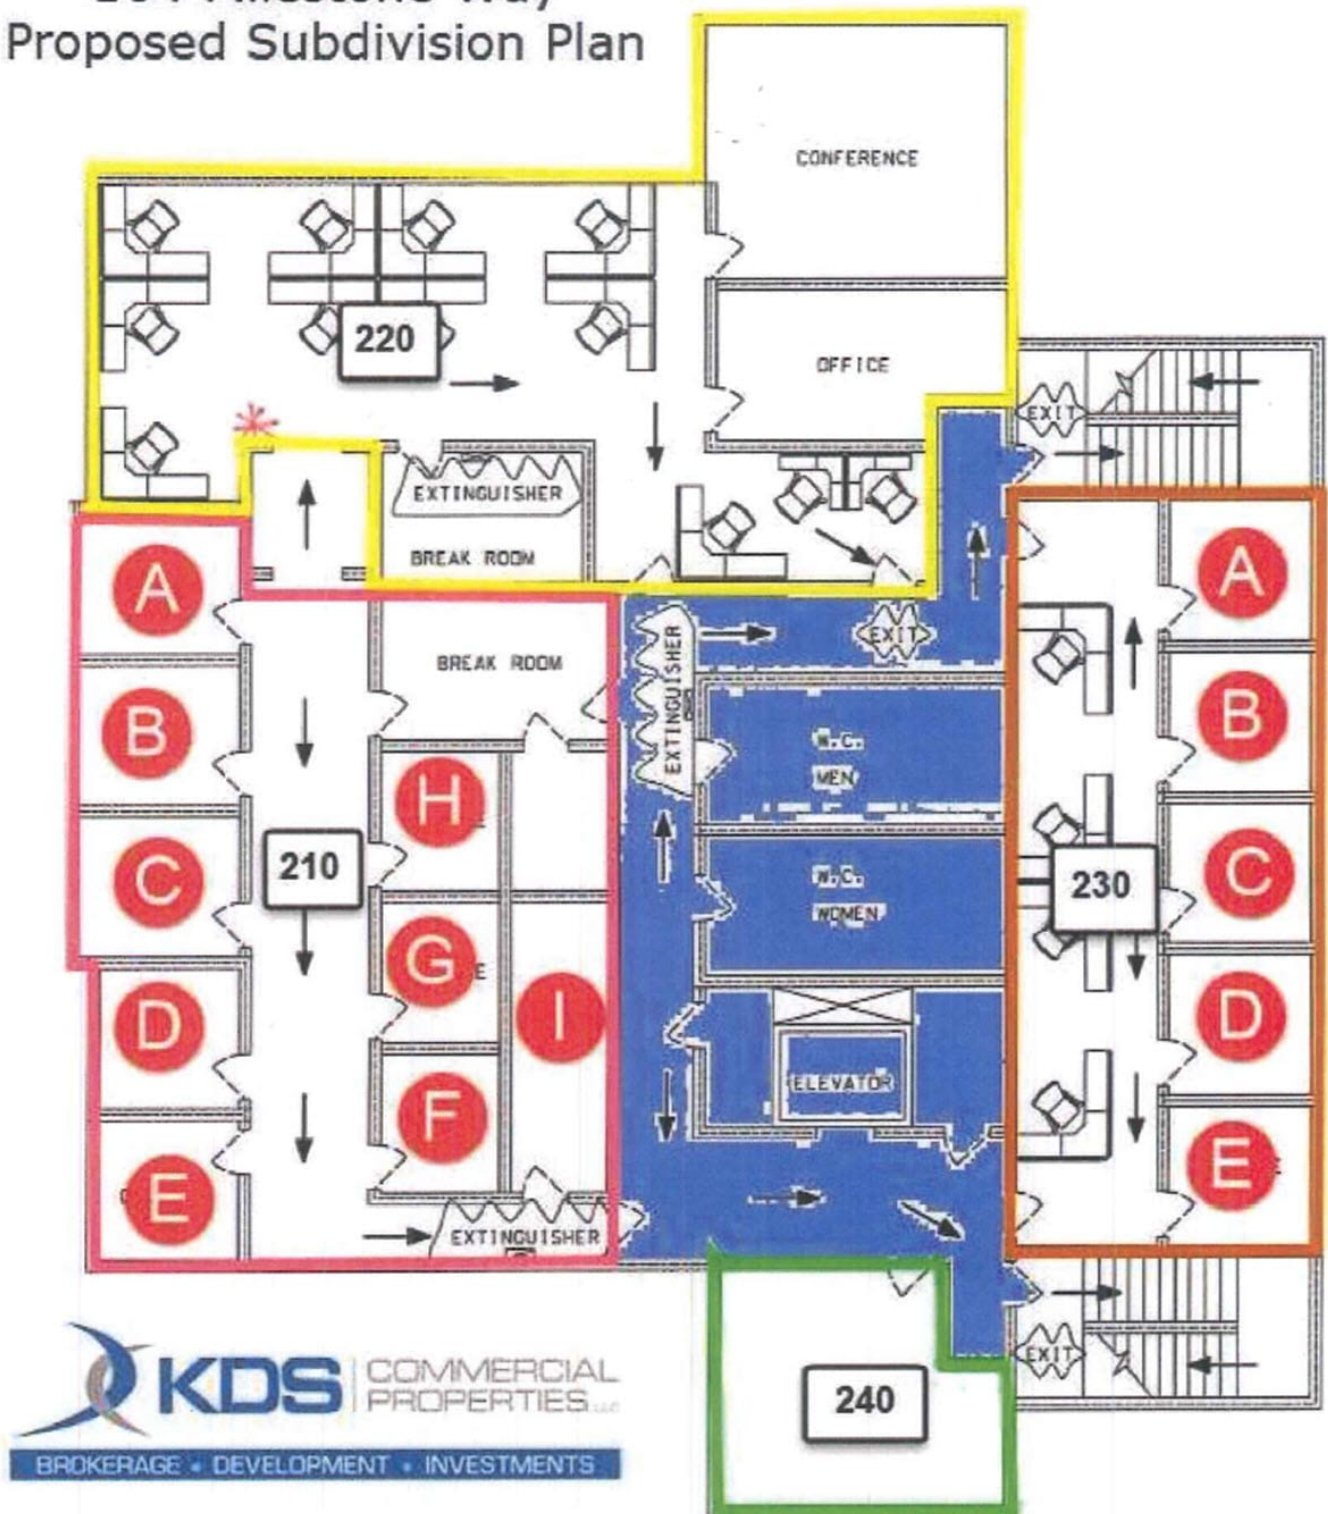 Proposed Subdivision Plan
CONFERENCE
220
OFFICE
EXIT
EXTINGUISHER
BREAK ROOM
A
B
C
D
E
210
BREAK ROOM
H
G
F
I
EXTINGUISHER
EXTINGUISHER
EXIT
W.C.
MEN
W.C.
WOMEN
ELEVATOR
230
A
B
C
D
E
EXIT
240
KDS COMMERCIAL
PROPERTIES
BROKERAGE • DEVELOPMENT • INVESTMENTS